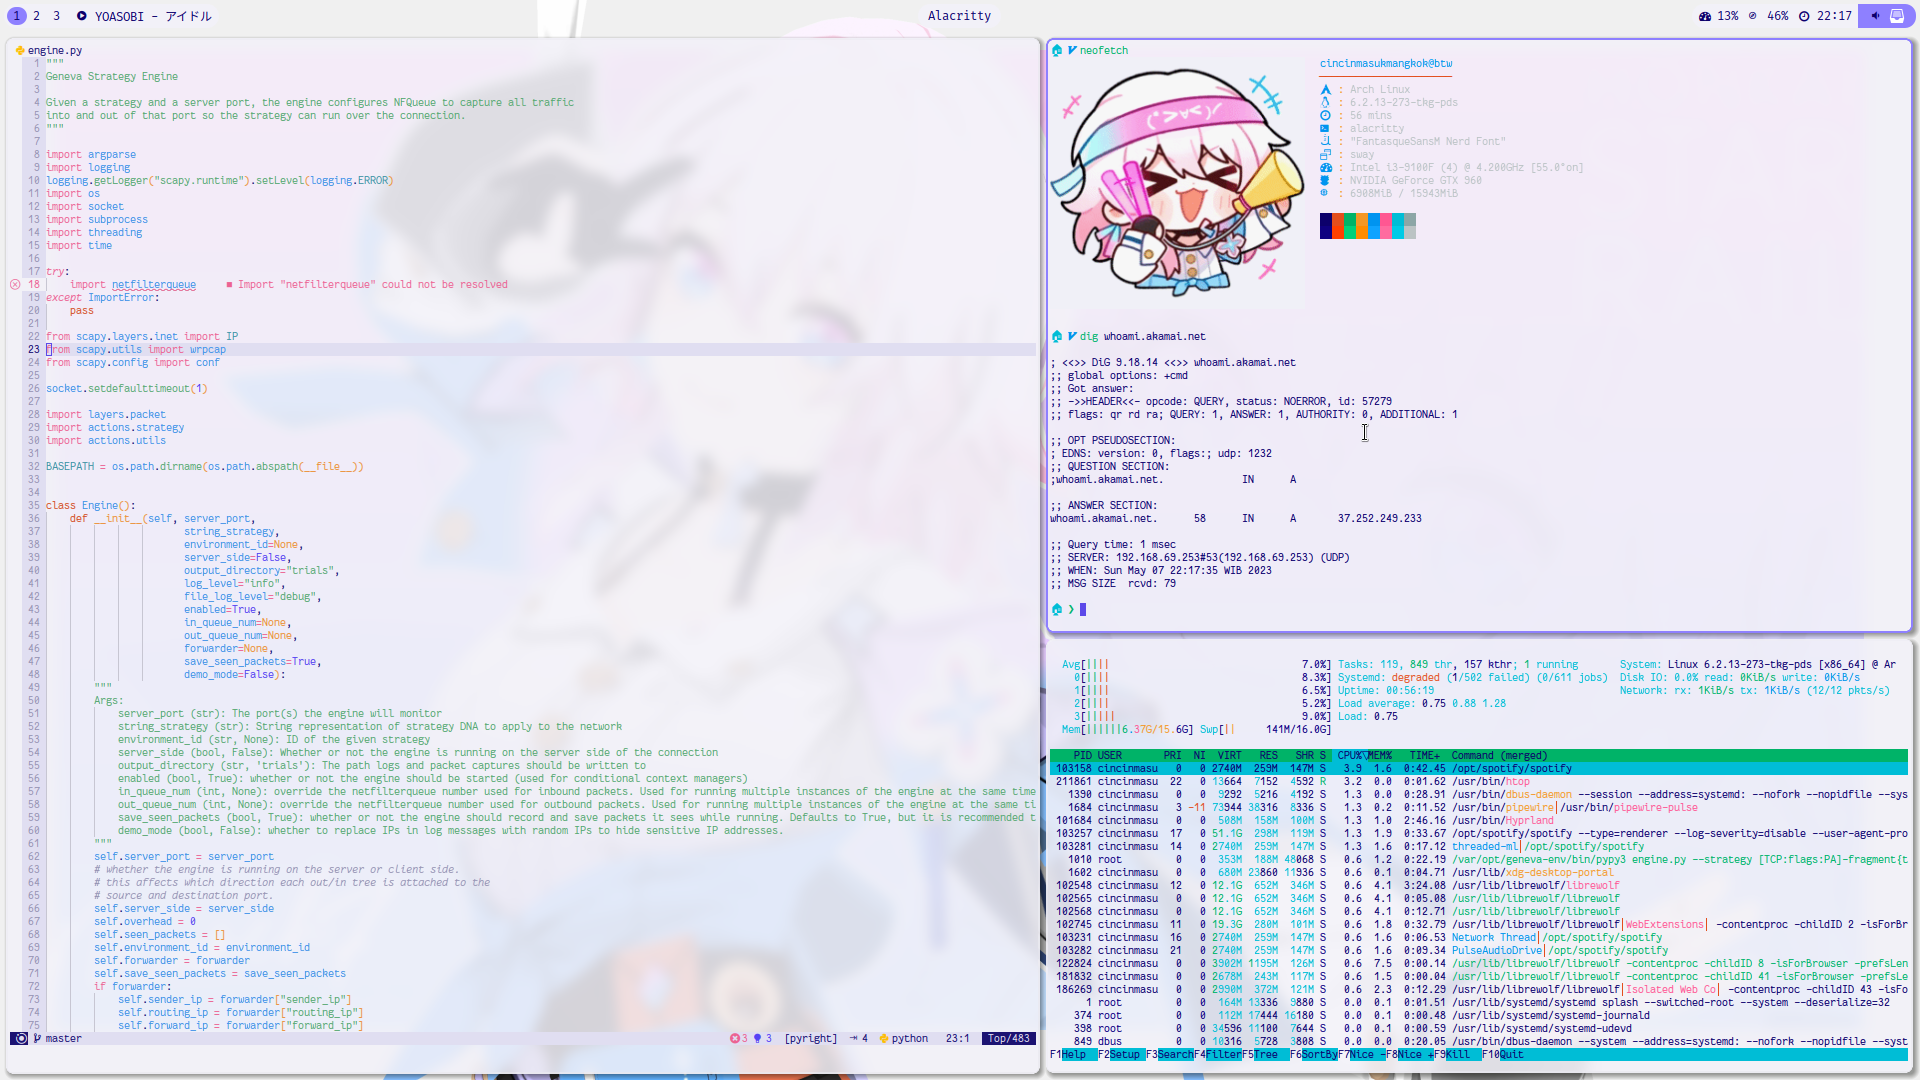 1 2 3 YOASOBI - アイドル
Alacritty
13% 46% 22:17
engine.py
1 """
2 Geneva Strategy Engine
3
4 Given a strategy and a server port, the engine configures NFQueue to capture all traffic
5 into and out of that port so the strategy can run over the connection.
6 """
7
8 import argparse
9 import logging
10 logging.getLogger("scapy.runtime").setLevel(logging.ERROR)
11 import os
12 import socket
13 import subprocess
14 import threading
15 import time
16
17 try:
18 import netfilterqueue ■ Import "netfilterqueue" could not be resolved
19 except ImportError:
20 pass
21
22 from scapy.layers.inet import IP
23 from scapy.utils import wrpcap
24 from scapy.config import conf
25
26 socket.setdefaulttimeout(1)
27
28 import layers.packet
29 import actions.strategy
30 import actions.utils
31
32 BASEPATH = os.path.dirname(os.path.abspath(__file__))
33
34
35 class Engine():
36 def __init__(self, server_port,
37 string_strategy,
38 environment_id=None,
39 server_side=False,
40 output_directory="trials",
41 log_level="info",
42 file_log_level="debug",
43 enabled=True,
44 in_queue_num=None,
45 out_queue_num=None,
46 forwarder=None,
47 save_seen_packets=True,
48 demo_mode=False):
49 """
50 Args:
51 server_port (str): The port(s) the engine will monitor
52 string_strategy (str): String representation of strategy DNA to apply to the network
53 environment_id (str, None): ID of the given strategy
54 server_side (bool, False): Whether or not the engine is running on the server side of the connection
55 output_directory (str, 'trials'): The path logs and packet captures should be written to
56 enabled (bool, True): whether or not the engine should be started (used for conditional context managers)
57 in_queue_num (int, None): override the netfilterqueue number used for inbound packets. Used for running multiple instances of the engine at the same time
58 out_queue_num (int, None): override the netfilterqueue number used for outbound packets. Used for running multiple instances of the engine at the same ti
59 save_seen_packets (bool, True): whether or not the engine should record and save packets it sees while running. Defaults to True, but it is recommended t
60 demo_mode (bool, False): whether to replace IPs in log messages with random IPs to hide sensitive IP addresses.
61 """
62 self.server_port = server_port
63 # whether the engine is running on the server or client side.
64 # this affects which direction each out/in tree is attached to the
65 # source and destination port.
66 self.server_side = server_side
67 self.overhead = 0
68 self.seen_packets = []
69 self.environment_id = environment_id
70 self.forwarder = forwarder
71 self.save_seen_packets = save_seen_packets
72 if forwarder:
73 self.sender_ip = forwarder["sender_ip"]
74 self.routing_ip = forwarder["routing_ip"]
75 self.forward_ip = forwarder["forward_ip"]
master 3 3 [pyright] 4 python 23:1 Top/483
neofetch
cincinmasukmangkok@btw
: Arch Linux
: 6.2.13-273-tkg-pds
: 56 mins
: alacritty
: "FantasqueSansM Nerd Font"
: sway
: Intel i3-9100F (4) @ 4.200GHz [55.0°on]
: NVIDIA GeForce GTX 960
: 6908MiB / 15943MiB
dig whoami.akamai.net
; <<>> DiG 9.18.14 <<>> whoami.akamai.net
;; global options: +cmd
;; Got answer:
;; ->>HEADER<<- opcode: QUERY, status: NOERROR, id: 57279
;; flags: qr rd ra; QUERY: 1, ANSWER: 1, AUTHORITY: 0, ADDITIONAL: 1
;; OPT PSEUDOSECTION:
; EDNS: version: 0, flags:; udp: 1232
;; QUESTION SECTION:
;whoami.akamai.net. IN A
;; ANSWER SECTION:
whoami.akamai.net. 58 IN A 37.252.249.233
;; Query time: 1 msec
;; SERVER: 192.168.69.253#53(192.168.69.253) (UDP)
;; WHEN: Sun May 07 22:17:35 WIB 2023
;; MSG SIZE rcvd: 79
❯
Avg[|||| 7.0%] Tasks: 119, 849 thr, 157 kthr; 1 running System: Linux 6.2.13-273-tkg-pds [x86_64] @ Ar
0[|||| 8.3%] Systemd: degraded (1/502 failed) (0/611 jobs) Disk IO: 0.0% read: 0KiB/s write: 0KiB/s
1[|||| 6.5%] Uptime: 00:56:19 Network: rx: 1KiB/s tx: 1KiB/s (12/12 pkts/s)
2[|||| 5.2%] Load average: 0.75 0.88 1.28
3[||||| 9.0%] Load: 0.75
Mem[||||||6.37G/15.6G] Swp[|| 141M/16.0G]
PID USER PRI NI VIRT RES SHR S CPU%▽MEM% TIME+ Command (merged)
103158 cincinmasu 0 0 2740M 259M 147M S 3.9 1.6 0:42.45 /opt/spotify/spotify
211861 cincinmasu 22 0 13664 7152 4592 R 3.2 0.0 0:01.62 /usr/bin/htop
1390 cincinmasu 0 0 9292 5216 4192 S 1.3 0.0 0:28.91 /usr/bin/dbus-daemon --session --address=systemd: --nofork --nopidfile --sys
1684 cincinmasu 3 -11 73944 38316 8336 S 1.3 0.2 0:11.52 /usr/bin/pipewire|/usr/bin/pipewire-pulse
101684 cincinmasu 0 0 508M 158M 100M S 1.3 1.0 2:46.16 /usr/bin/Hyprland
103257 cincinmasu 17 0 51.1G 298M 119M S 1.3 1.9 0:33.67 /opt/spotify/spotify --type=renderer --log-severity=disable --user-agent-pro
103281 cincinmasu 14 0 2740M 259M 147M S 1.3 1.6 0:17.12 threaded-ml|/opt/spotify/spotify
1010 root 0 0 353M 188M 48068 S 0.6 1.2 0:22.19 /var/opt/geneva-env/bin/pypy3 engine.py --strategy [TCP:flags:PA]-fragment{t
1602 cincinmasu 0 0 680M 23860 11936 S 0.6 0.1 0:04.71 /usr/lib/xdg-desktop-portal
102548 cincinmasu 12 0 12.1G 652M 346M S 0.6 4.1 3:24.08 /usr/lib/librewolf/librewolf
102565 cincinmasu 0 0 12.1G 652M 346M S 0.6 4.1 0:05.08 /usr/lib/librewolf/librewolf
102568 cincinmasu 0 0 12.1G 652M 346M S 0.6 4.1 0:12.71 /usr/lib/librewolf/librewolf
102745 cincinmasu 11 0 19.3G 280M 101M S 0.6 1.8 0:32.79 /usr/lib/librewolf/librewolf|WebExtensions| -contentproc -childID 2 -isForBr
103231 cincinmasu 16 0 2740M 259M 147M S 0.6 1.6 0:06.53 Network Thread|/opt/spotify/spotify
103282 cincinmasu 21 0 2740M 259M 147M S 0.6 1.6 0:09.34 PulseAudioDrive|/opt/spotify/spotify
122824 cincinmasu 0 0 3902M 1195M 126M S 0.6 7.5 0:00.14 /usr/lib/librewolf/librewolf -contentproc -childID 8 -isForBrowser -prefsLen
181832 cincinmasu 0 0 2678M 243M 117M S 0.6 1.5 0:00.04 /usr/lib/librewolf/librewolf -contentproc -childID 41 -isForBrowser -prefsLe
186269 cincinmasu 0 0 2990M 372M 121M S 0.6 2.3 0:12.29 /usr/lib/librewolf/librewolf|Isolated Web Co| -contentproc -childID 43 -isFo
1 root 0 0 164M 13336 9880 S 0.0 0.1 0:01.51 /usr/lib/systemd/systemd splash --switched-root --system --deserialize=32
374 root 0 0 112M 17444 16180 S 0.0 0.1 0:00.48 /usr/lib/systemd/systemd-journald
398 root 0 0 34596 11100 7644 S 0.0 0.1 0:00.59 /usr/lib/systemd/systemd-udevd
849 dbus 0 0 10316 5728 3808 S 0.0 0.0 0:20.05 /usr/bin/dbus-daemon --system --address=systemd: --nofork --nopidfile --syst
F1Help F2Setup F3SearchF4FilterF5Tree F6SortByF7Nice -F8Nice +F9Kill F10Quit